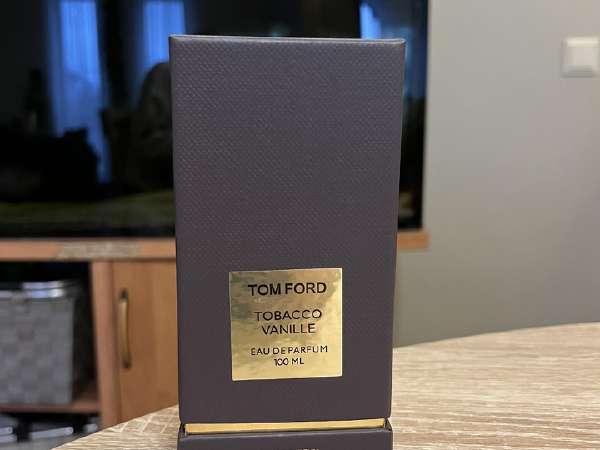 TOM FORD
TOBACCO
VANILLE
EAU DE PARFUM
100 ML